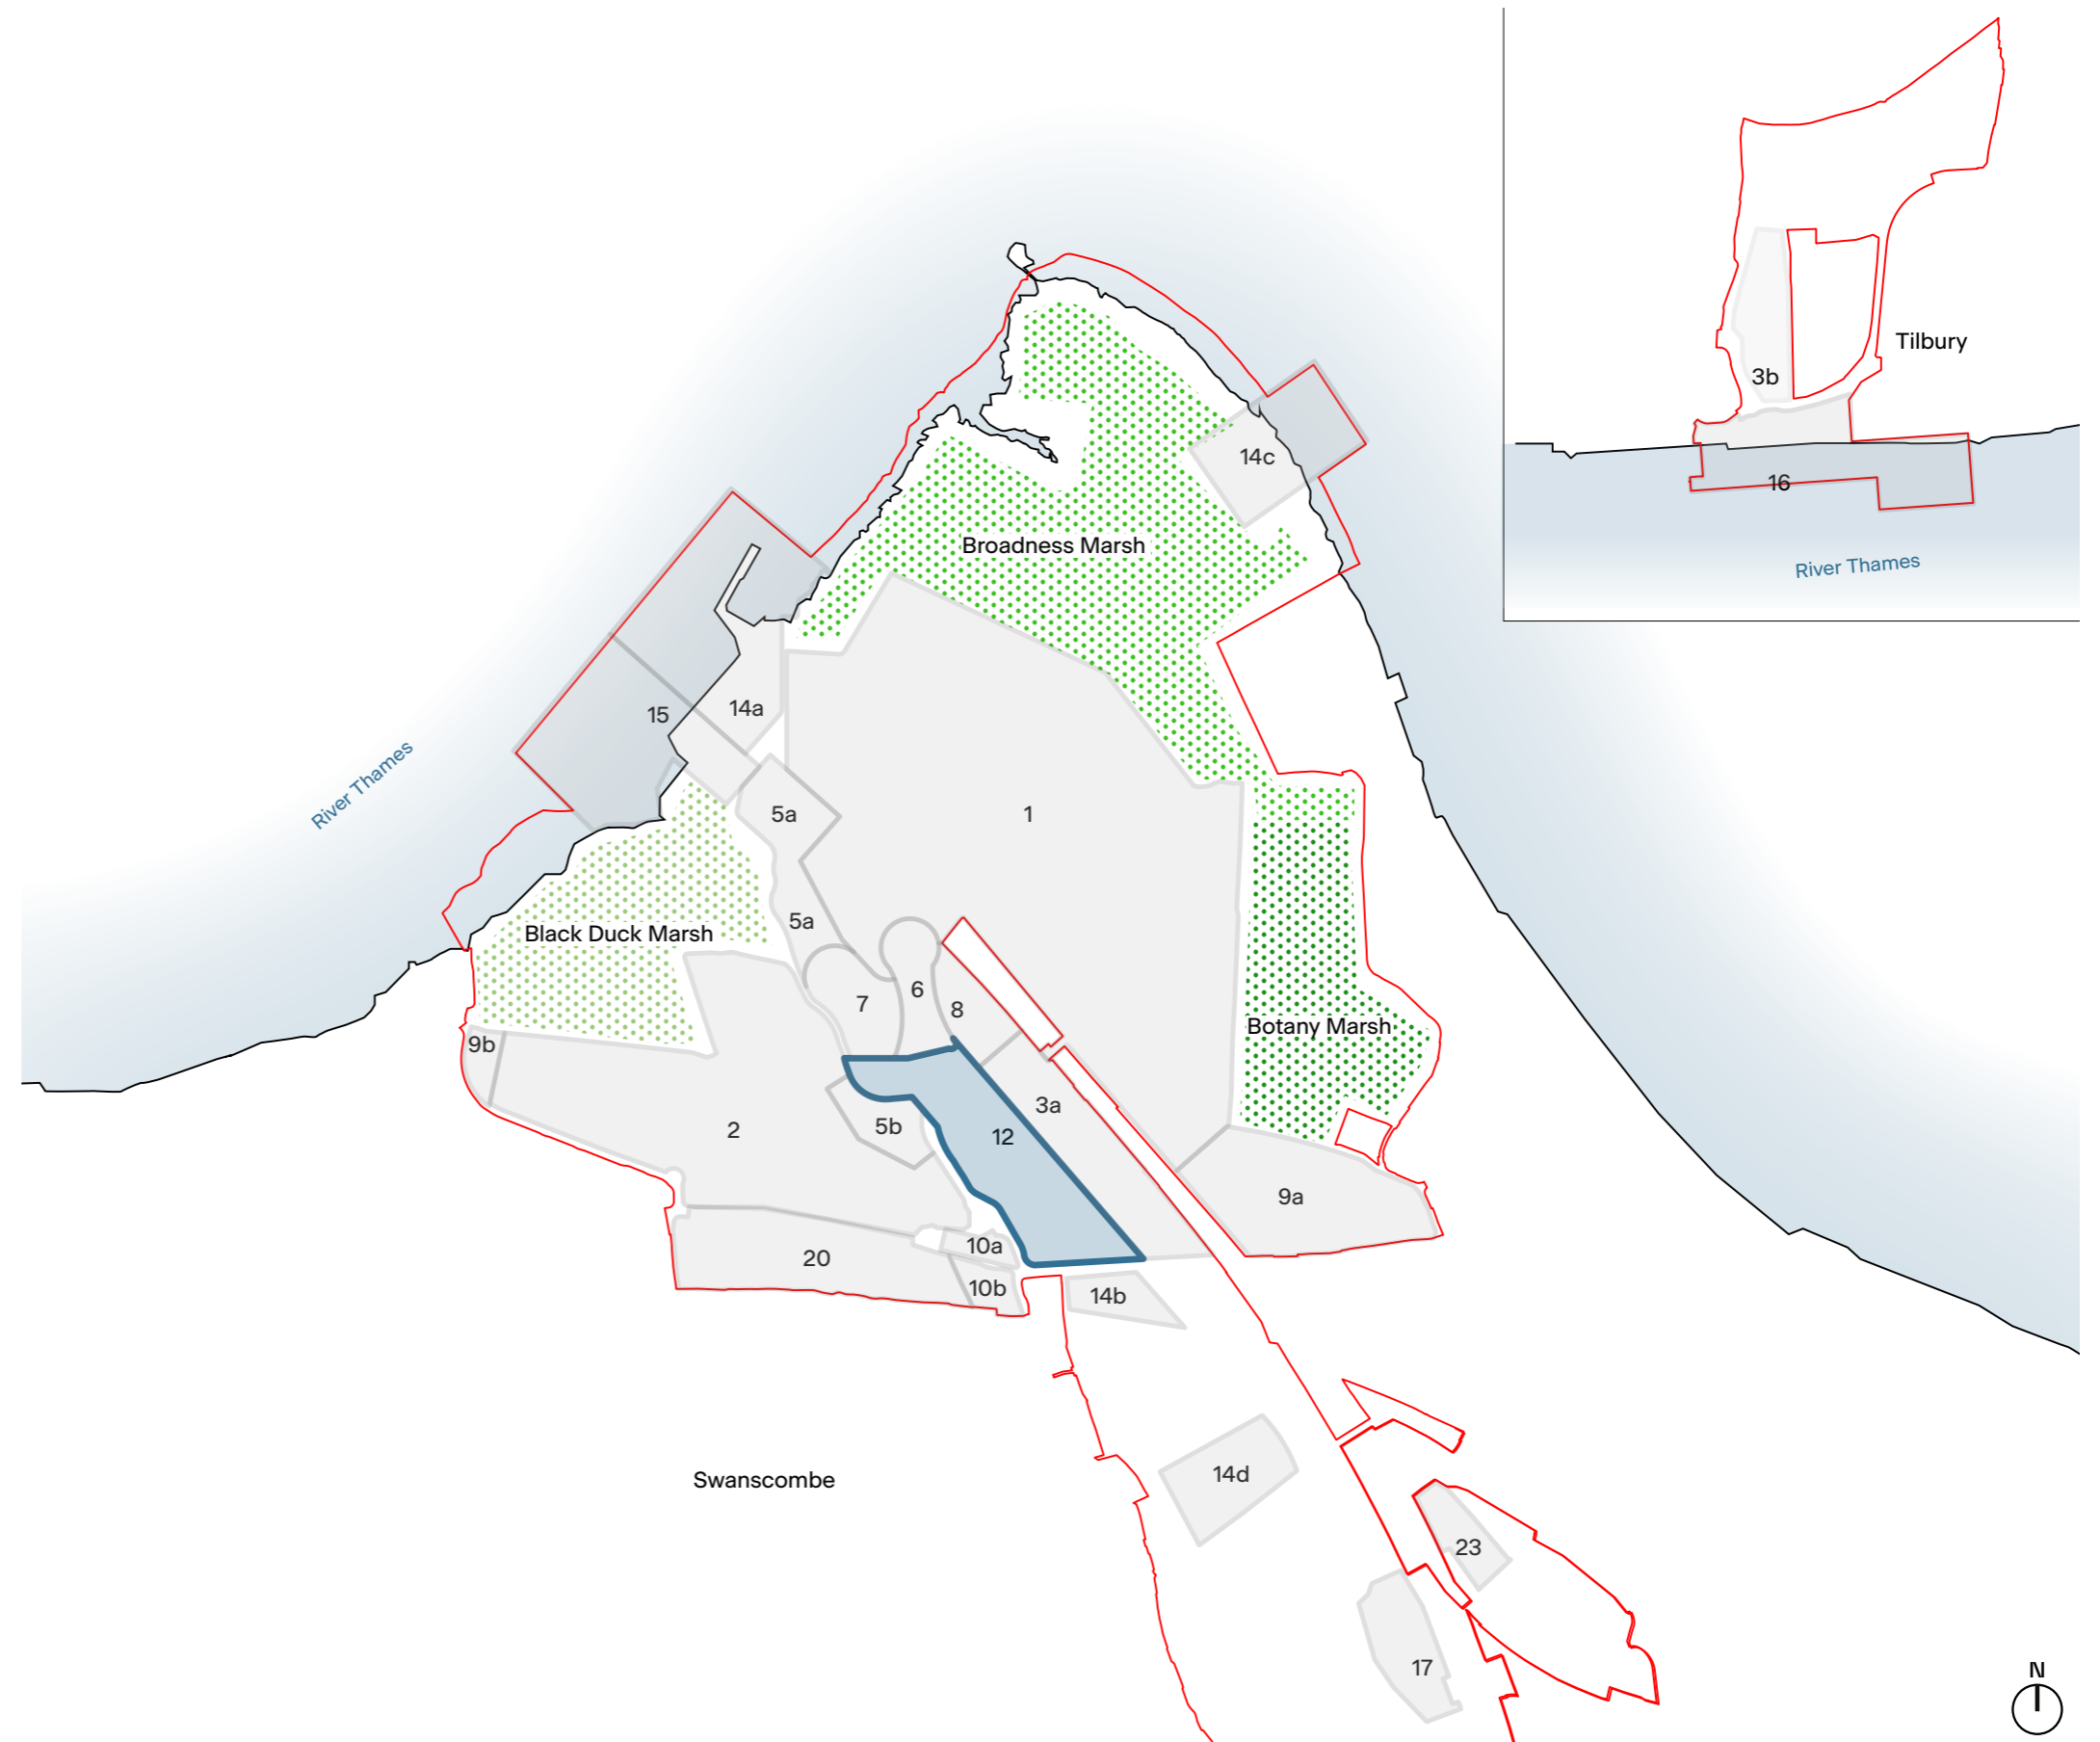 Tilbury
3b
14c
16
Broadness Marsh
River Thames
15
14a
River Thames
5a
1
5a
Black Duck Marsh
6
7
8
Botany Marsh
9b
3a
5b
2
12
9a
10a
20
10b
14b
14d
Swanscombe
23
17
N